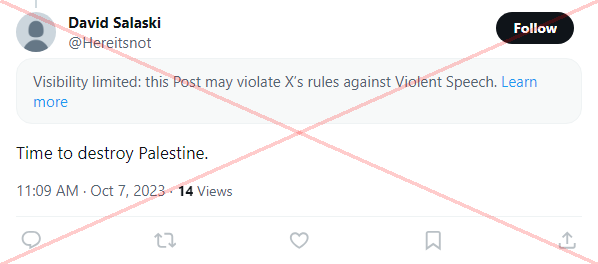 David Salaski
@Hereitsnot
Follow
Visibility limited: this Post may violate X's rules against Violent Speech. Learn
more
Time to destroy Palestine.
11:09 AM · Oct 7, 2023 · 14 Views